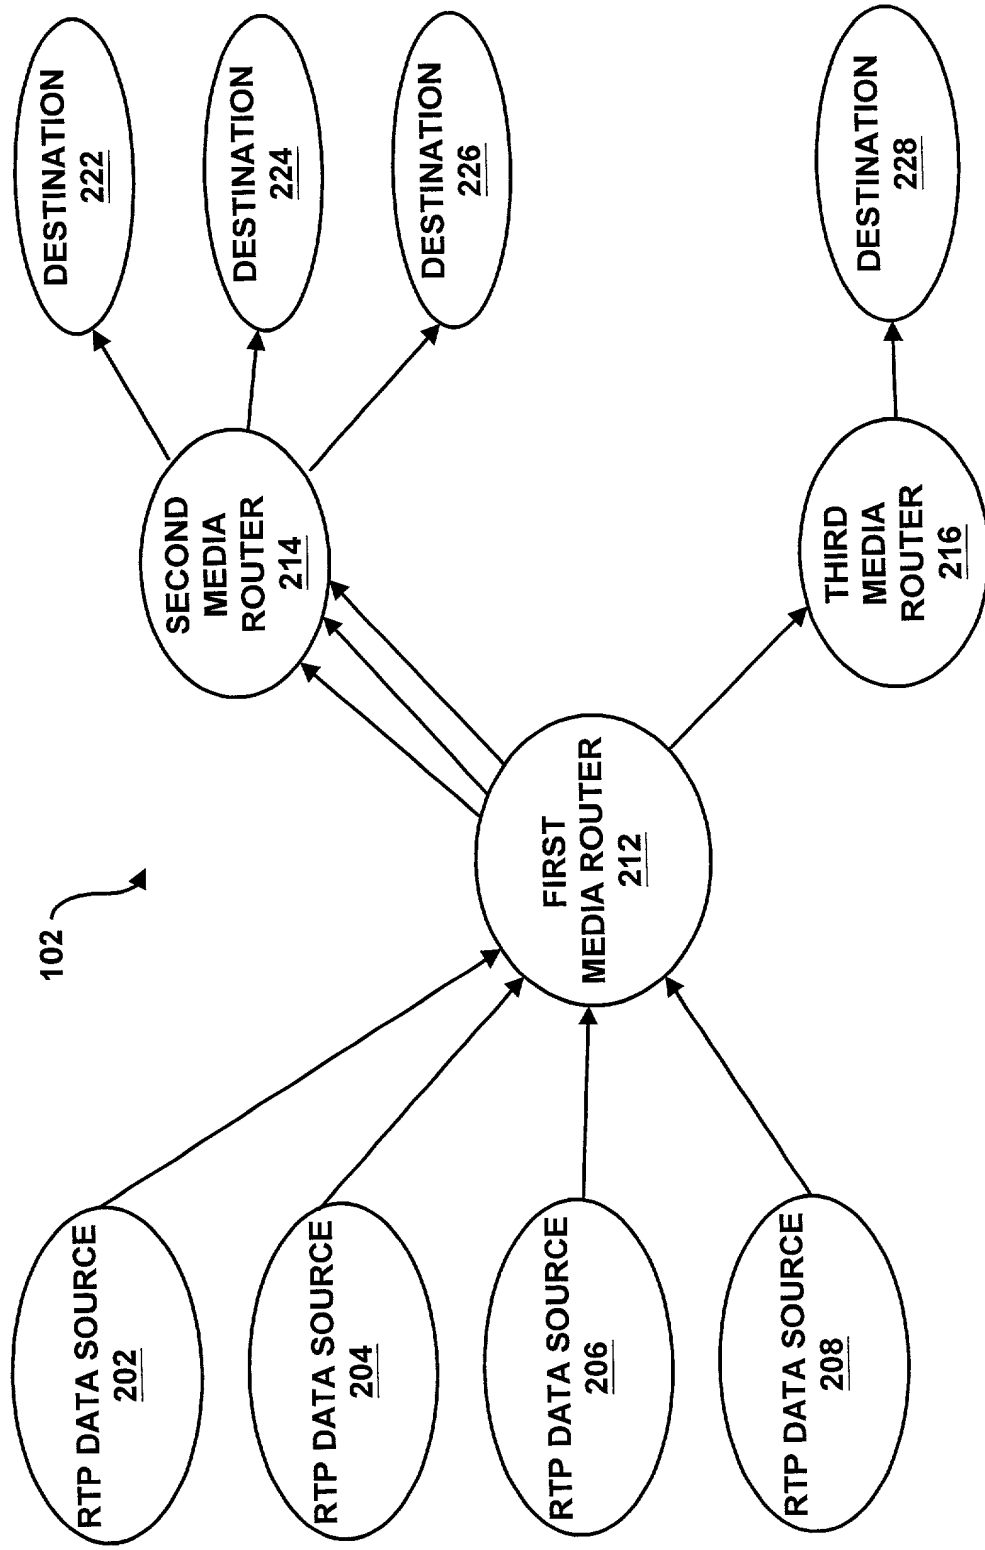 102
RTP DATA SOURCE
202
RTP DATA SOURCE
204
RTP DATA SOURCE
206
RTP DATA SOURCE
208
FIRST
MEDIA ROUTER
212
SECOND
MEDIA
ROUTER
214
THIRD
MEDIA
ROUTER
216
DESTINATION
222
DESTINATION
224
DESTINATION
226
DESTINATION
228